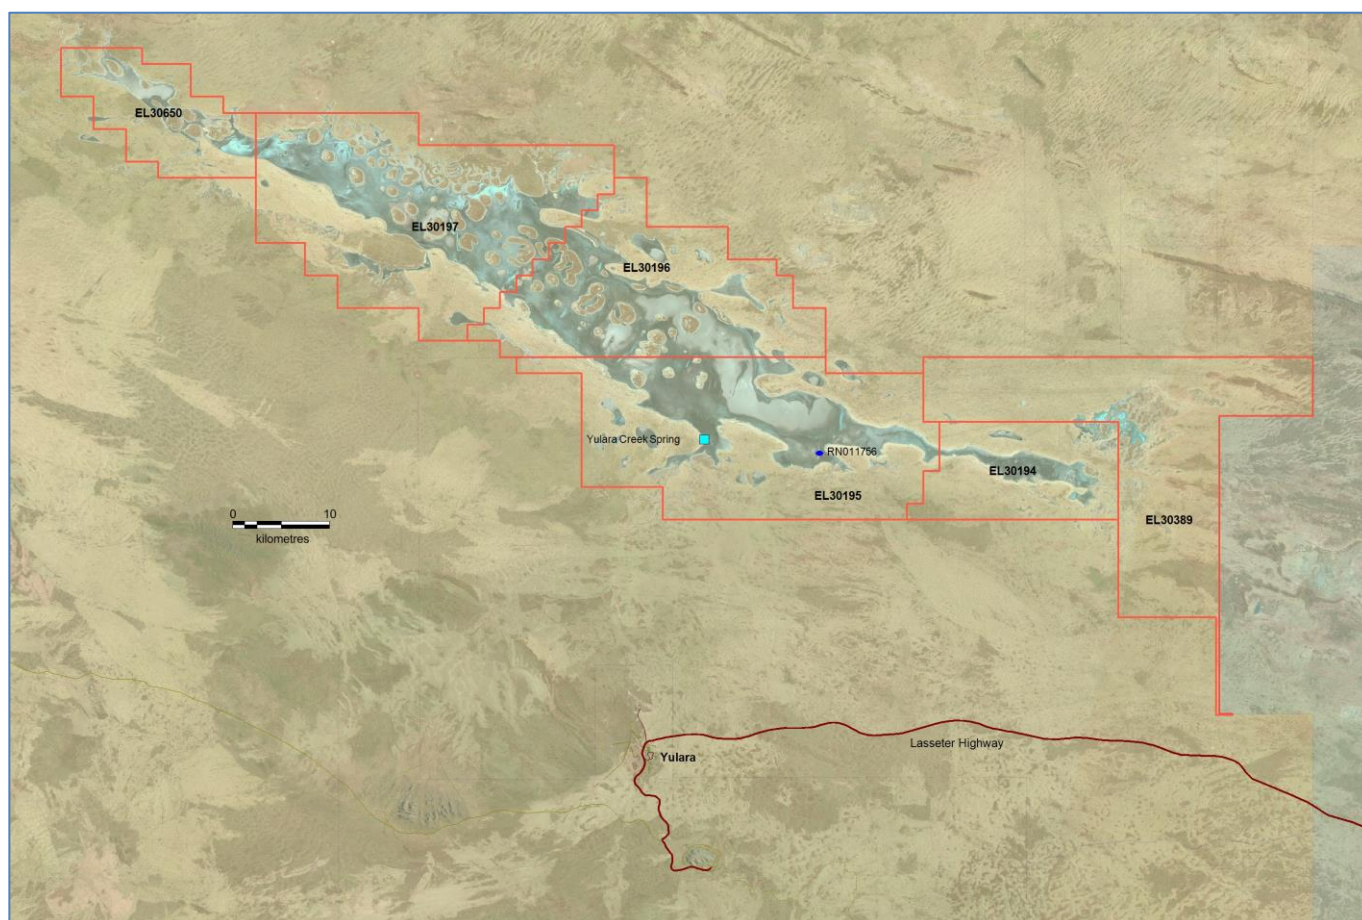 EL30650
EL30197
EL30196
Yulara Creek Spring
RN011756
EL30194
EL30195
EL30389
0 10
kilometres
Lasseter Highway
Yulara